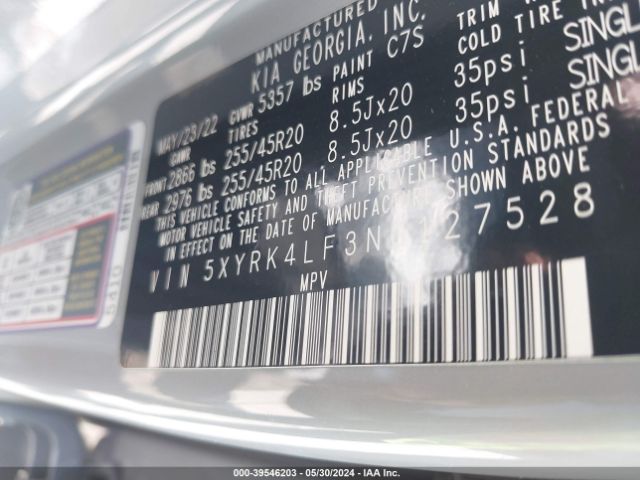 MANUFACTURED
KIA GEORGIA, INC.
MAY/23/22 GVWR 5357 lbs PAINT C7S TRIM
GAWR TIRES RIMS COLD TIRE
FRONT 2866 lbs 255/45R20 8.5Jx20 35psi SINGL
REAR 2976 lbs 255/45R20 8.5Jx20 35psi SINGL
THIS VEHICLE CONFORMS TO ALL APPLICABLE U.S.A. FEDERAL
MOTOR VEHICLE SAFETY AND THEFT PREVENTION STANDARDS
IN EFFECT ON THE DATE OF MANUFACTURE SHOWN ABOVE
VIN 5XYRK4LF3N
MPV
000-39546203 - 05/30/2024 - IAA Inc.